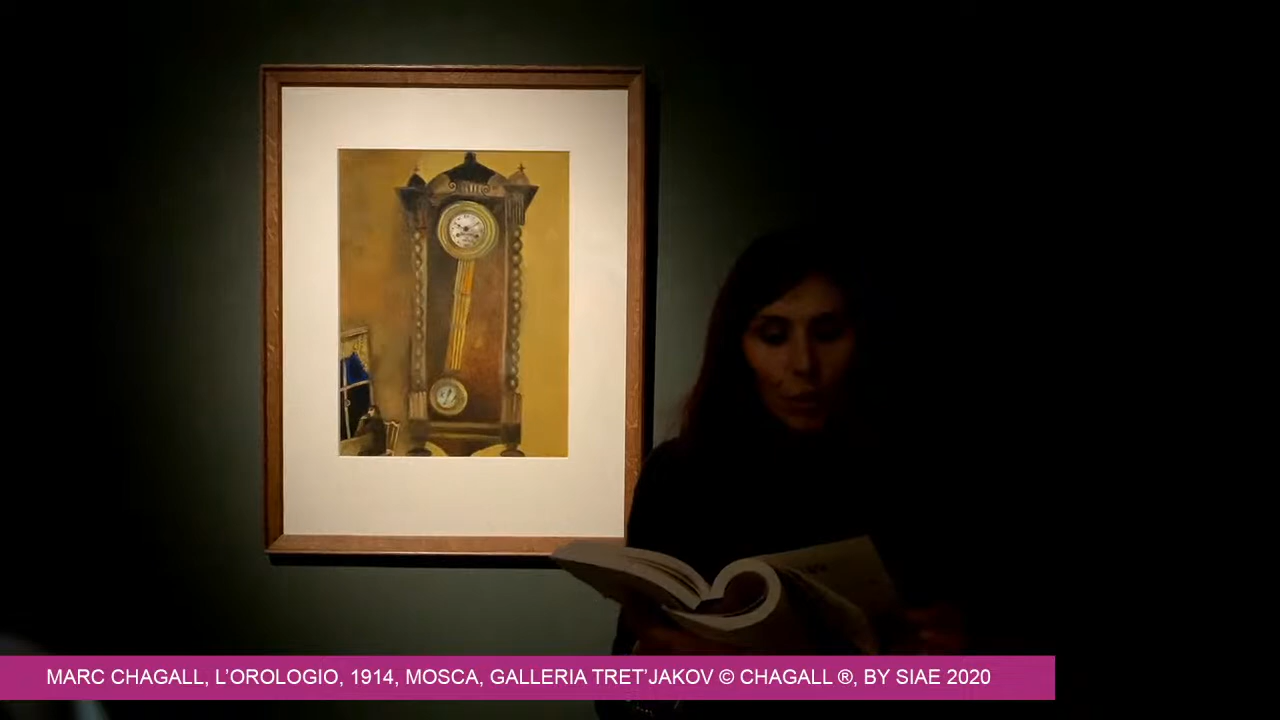 MARC CHAGALL, L'OROLOGIO, 1914, MOSCA, GALLERIA TRET'JAKOV © CHAGALL ®, BY SIAE 2020